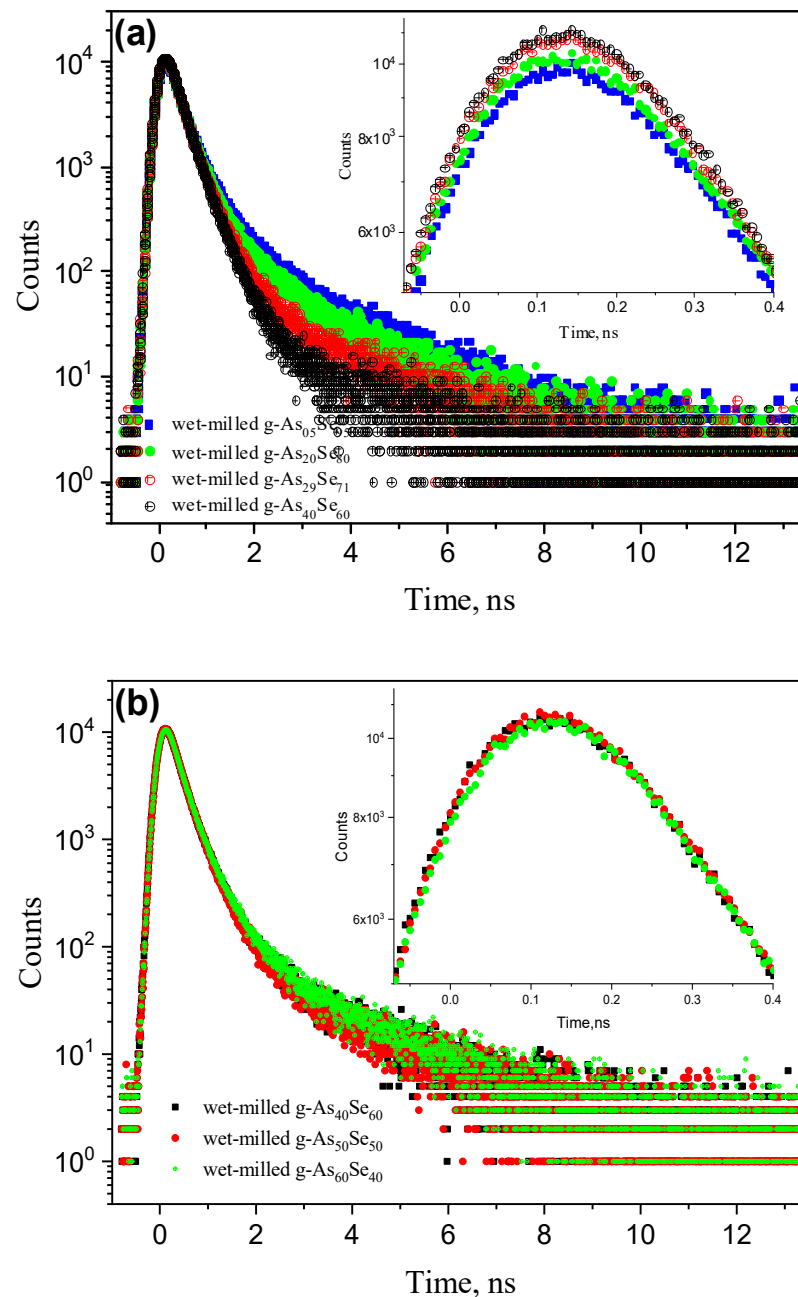 (a)
Counts
10⁴
10³
10²
10¹
10⁰
0 2 4 6 8 10 12
Time, ns
Counts
10⁴
8x10³
6x10³
0.0 0.1 0.2 0.3 0.4
Time, ns
wet-milled g-As₀₅
wet-milled g-As₂₀Se₈₀
wet-milled g-As₂₉Se₇₁
wet-milled g-As₄₀Se₆₀
(b)
Counts
10⁴
10³
10²
10¹
10⁰
0 2 4 6 8 10 12
Time, ns
Counts
10⁴
8x10³
6x10³
0.0 0.1 0.2 0.3 0.4
Time,ns
wet-milled g-As₄₀Se₆₀
wet-milled g-As₅₀Se₅₀
wet-milled g-As₆₀Se₄₀